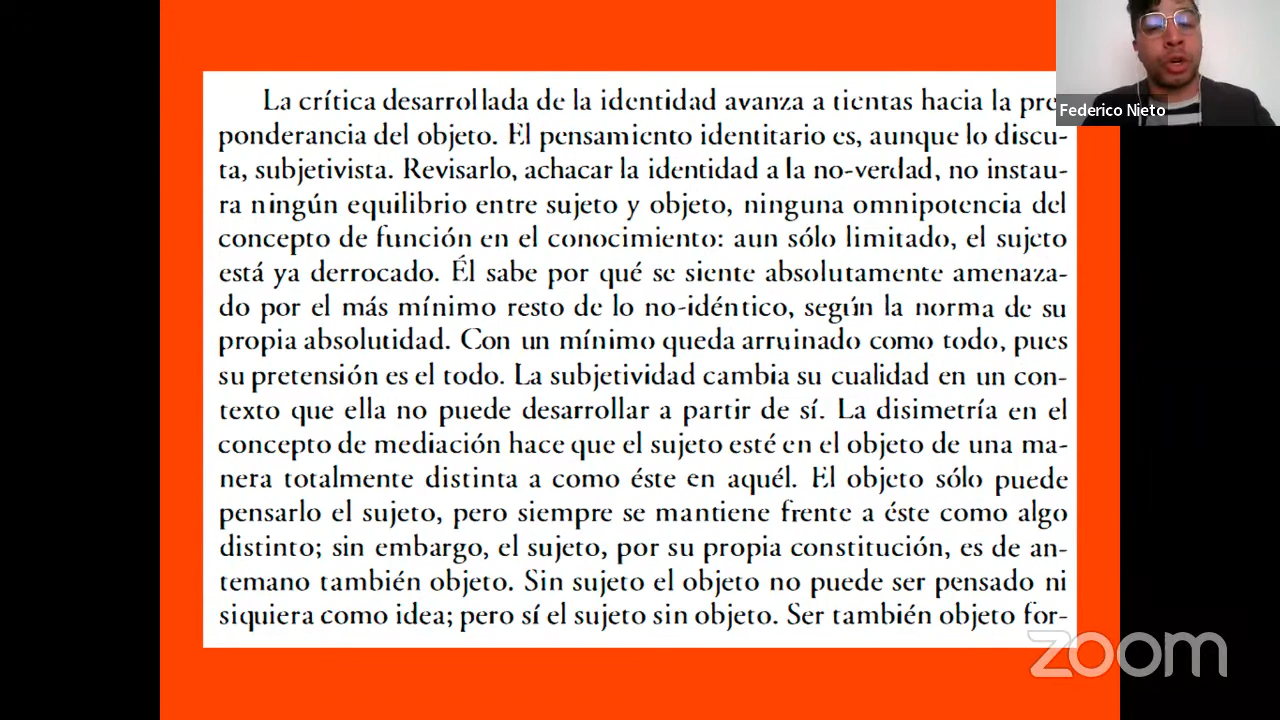 La crítica desarrollada de la identidad avanza a tientas hacia la pre-
ponderancia del objeto. El pensamiento identitario es, aunque lo discu-
ta, subjetivista. Revisarlo, achacar la identidad a la no-verdad, no instau-
ra ningún equilibrio entre sujeto y objeto, ninguna omnipotencia del
concepto de función en el conocimiento: aun sólo limitado, el sujeto
está ya derrocado. Él sabe por qué se siente absolutamente amenaza-
do por el más mínimo resto de lo no-idéntico, según la norma de su
propia absolutidad. Con un mínimo queda arruinado como todo, pues
su pretensión es el todo. La subjetividad cambia su cualidad en un con-
texto que ella no puede desarrollar a partir de sí. La disimetría en el
concepto de mediación hace que el sujeto esté en el objeto de una ma-
nera totalmente distinta a como éste en aquél. El objeto sólo puede
pensarlo el sujeto, pero siempre se mantiene frente a éste como algo
distinto; sin embargo, el sujeto, por su propia constitución, es de an-
temano también objeto. Sin sujeto el objeto no puede ser pensado ni
siquiera como idea; pero sí el sujeto sin objeto. Ser también objeto for-
Federico Nieto
zoom